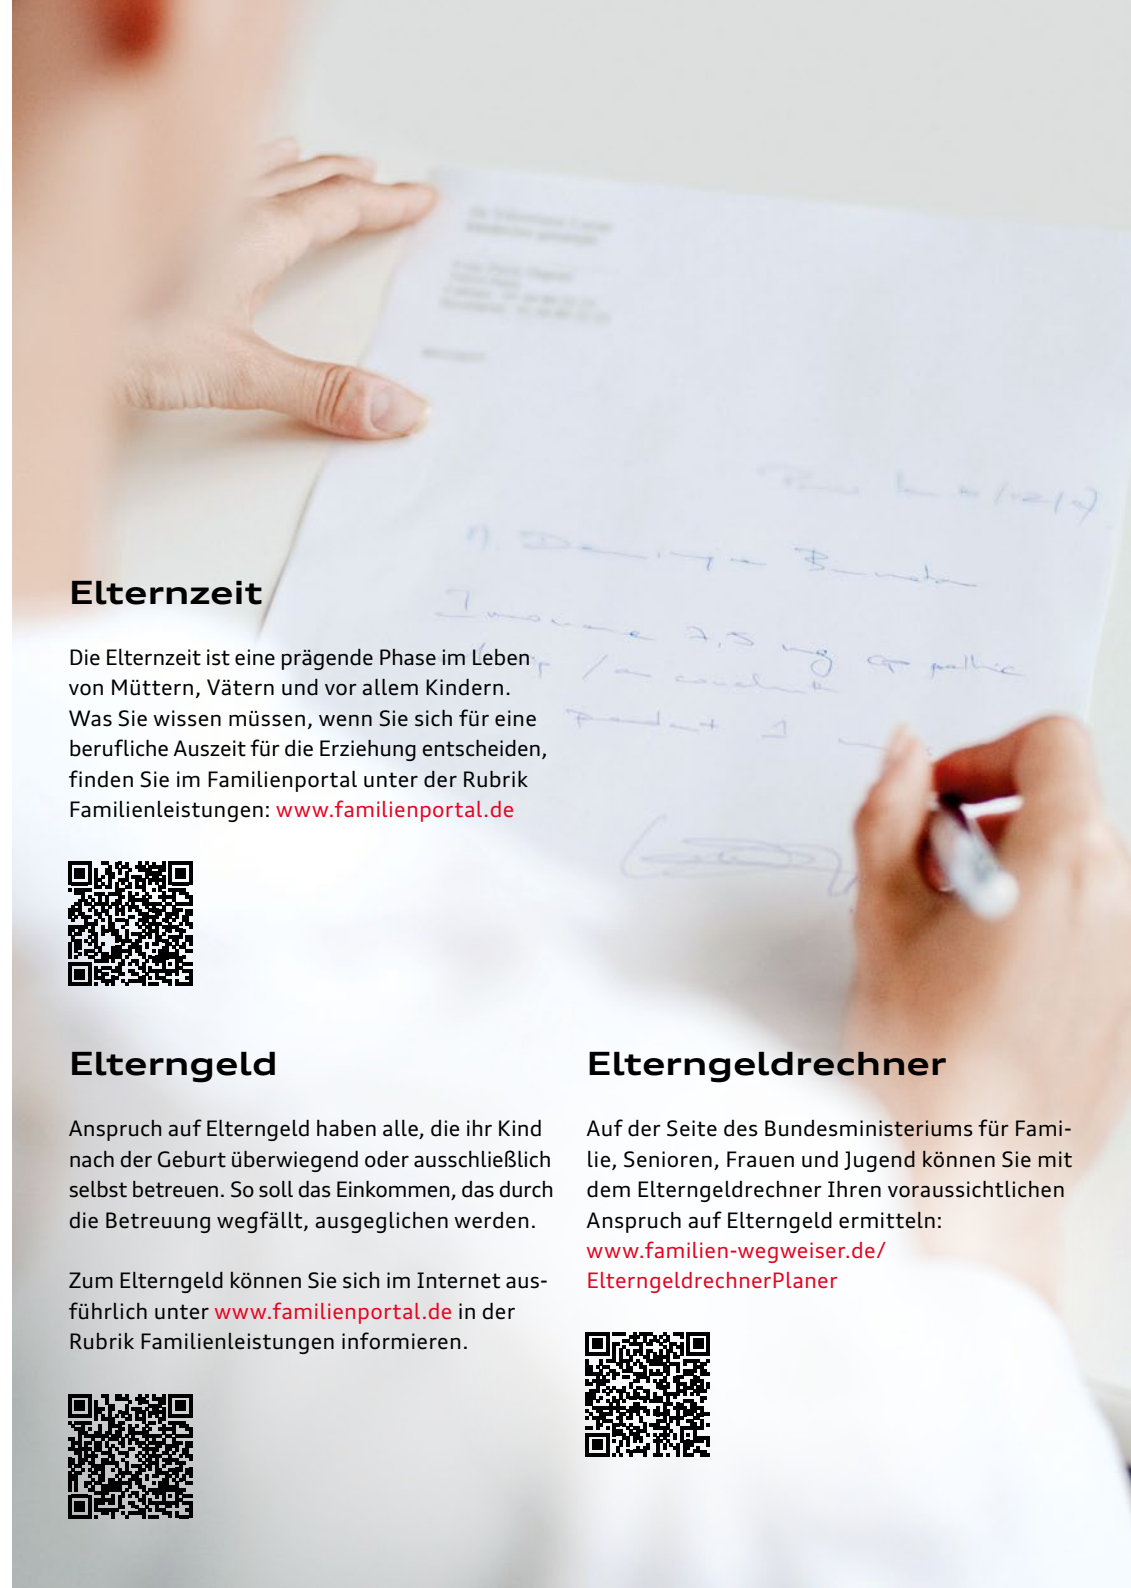 Elternzeit
Die Elternzeit ist eine prägende Phase im Leben
von Müttern, Vätern und vor allem Kindern.
Was Sie wissen müssen, wenn Sie sich für eine
berufliche Auszeit für die Erziehung entscheiden,
finden Sie im Familienportal unter der Rubrik
Familienleistungen: www.familienportal.de
Elterngeld
Anspruch auf Elterngeld haben alle, die ihr Kind
nach der Geburt überwiegend oder ausschließlich
selbst betreuen. So soll das Einkommen, das durch
die Betreuung wegfällt, ausgeglichen werden.
Zum Elterngeld können Sie sich im Internet aus-
führlich unter www.familienportal.de in der
Rubrik Familienleistungen informieren.
Elterngeldrechner
Auf der Seite des Bundesministeriums für Fami-
lie, Senioren, Frauen und Jugend können Sie mit
dem Elterngeldrechner Ihren voraussichtlichen
Anspruch auf Elterngeld ermitteln:
www.familien-wegweiser.de/
ElterngeldrechnerPlaner
7,5 mg
1